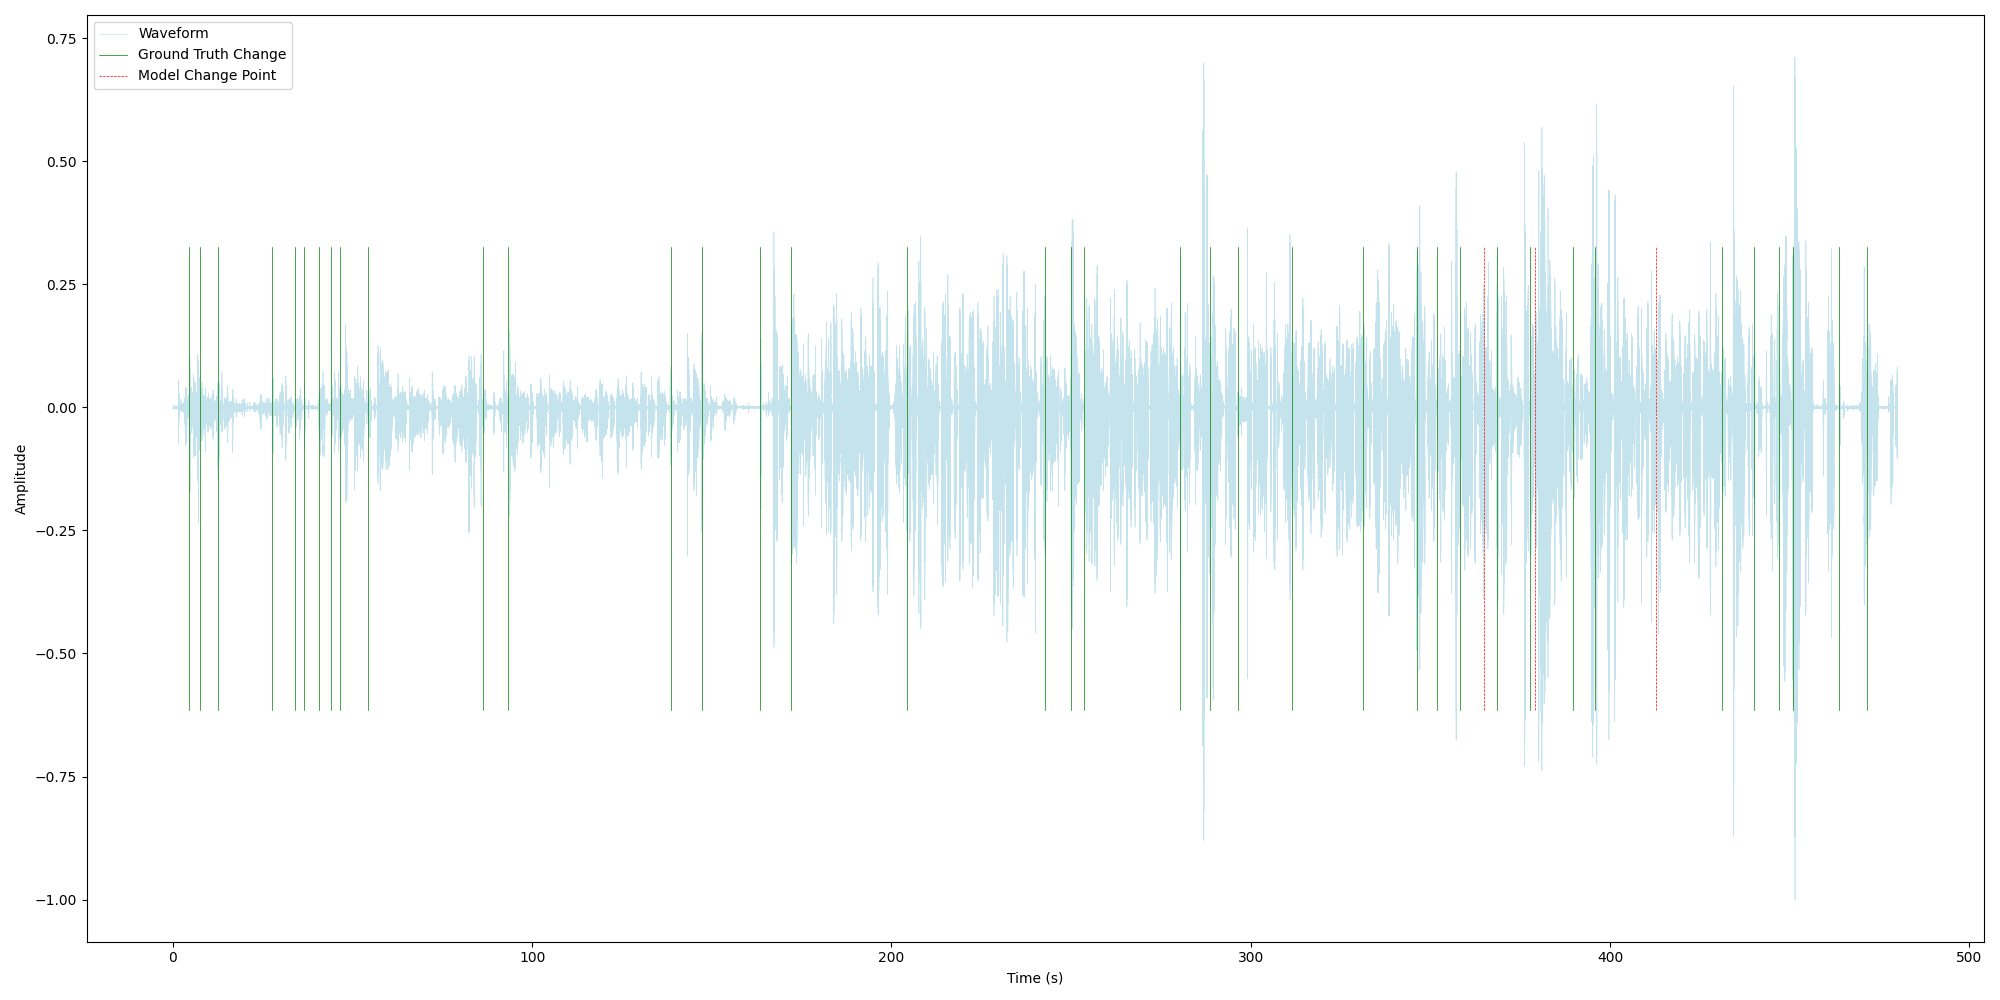 Waveform
Ground Truth Change
Model Change Point
0.75
0.50
0.25
0.00
−0.25
−0.50
−0.75
−1.00
Amplitude
0 100 200 300 400 500
Time (s)